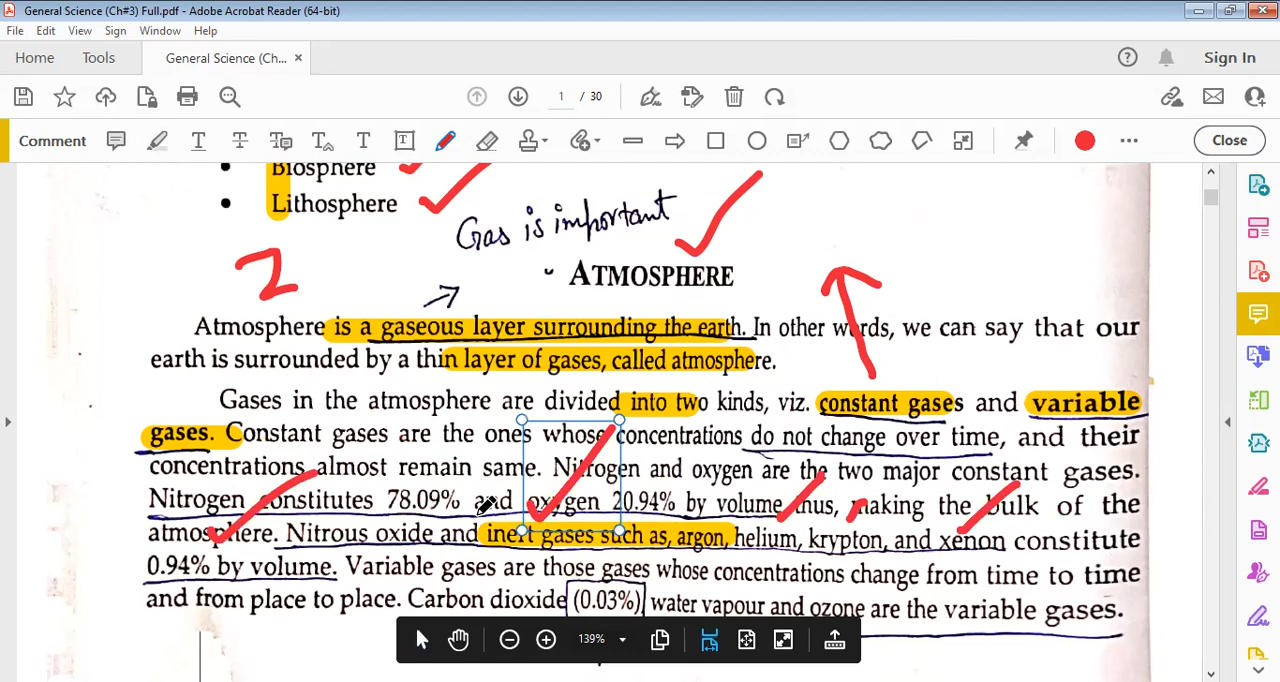 General Science (Ch#3) Full.pdf - Adobe Acrobat Reader (64-bit)
File Edit View Sign Window Help
Home Tools General Science (Ch... ×
Sign In
1 / 30
Comment
Close
• Biosphere
• Lithosphere
Gas is important
2
ATMOSPHERE
Atmosphere is a gaseous layer surrounding the earth. In other words, we can say that our
earth is surrounded by a thin layer of gases, called atmosphere.
Gases in the atmosphere are divided into two kinds, viz. constant gases and variable
gases. Constant gases are the ones whose concentrations do not change over time, and their
concentrations almost remain same. Nitrogen and oxygen are the two major constant gases.
Nitrogen constitutes 78.09% and oxygen 20.94% by volume thus, making the bulk of the
atmosphere. Nitrous oxide and inert gases such as, argon, helium, krypton, and xenon constitute
0.94% by volume. Variable gases are those gases whose concentrations change from time to time
and from place to place. Carbon dioxide (0.03%) water vapour and ozone are the variable gases.
139%